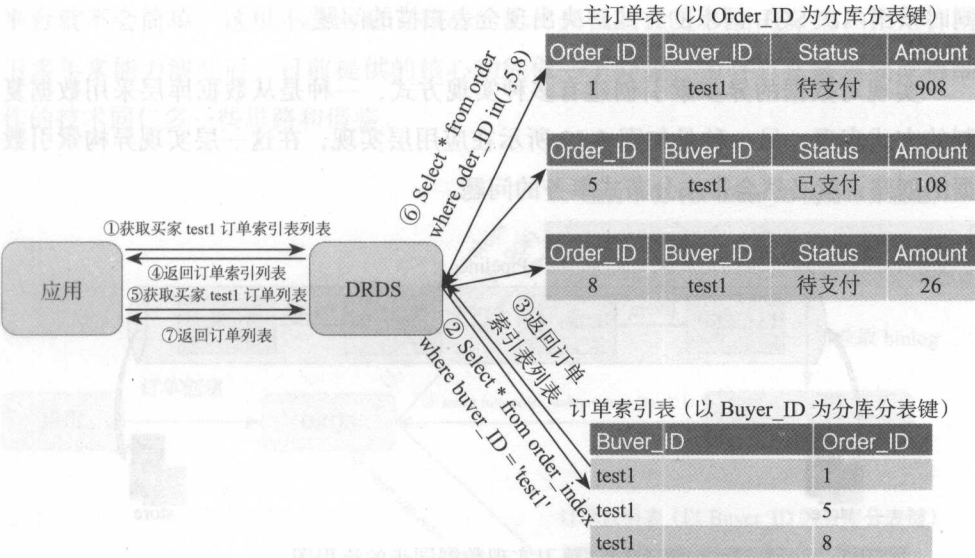 主订单表（以 Order_ID 为分库分表键）
Order_ID Buver_ID Status Amount
1 test1 待支付 908
Order_ID Buver_ID Status Amount
5 test1 已支付 108
Order_ID Buver_ID Status Amount
8 test1 待支付 26
⑥ Select * from order
where oder_ID in(1,5,8)
①获取买家 test1 订单索引表列表
④返回订单索引列表
⑤获取买家 test1 订单列表
⑦返回订单列表
应用
DRDS
③返回订单
索引表列表
② Select * from order_index
where buver_ID = 'test1'
订单索引表（以 Buyer_ID 为分库分表键）
Buver_ID Order_ID
test1 1
test1 5
test1 8